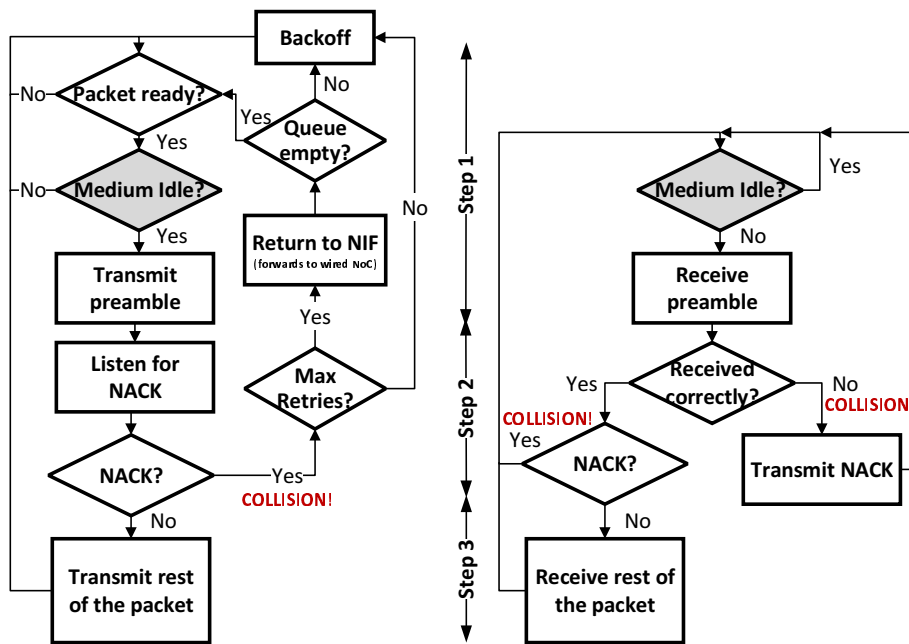 Backoff
No
Packet ready?
No
Yes
Queue
empty?
Yes
Medium Idle?
No
Yes
Return to NIF
(forwards to wired NoC)
No
Transmit
preamble
Yes
Listen for
NACK
Max
Retries?
NACK?
Yes
COLLISION!
No
Transmit rest
of the packet
Step 1
Step 2
Step 3
Medium Idle?
Yes
No
Receive
preamble
Received
correctly?
Yes
No
COLLISION
COLLISION!
Yes
NACK?
Transmit NACK
No
Receive rest of
the packet